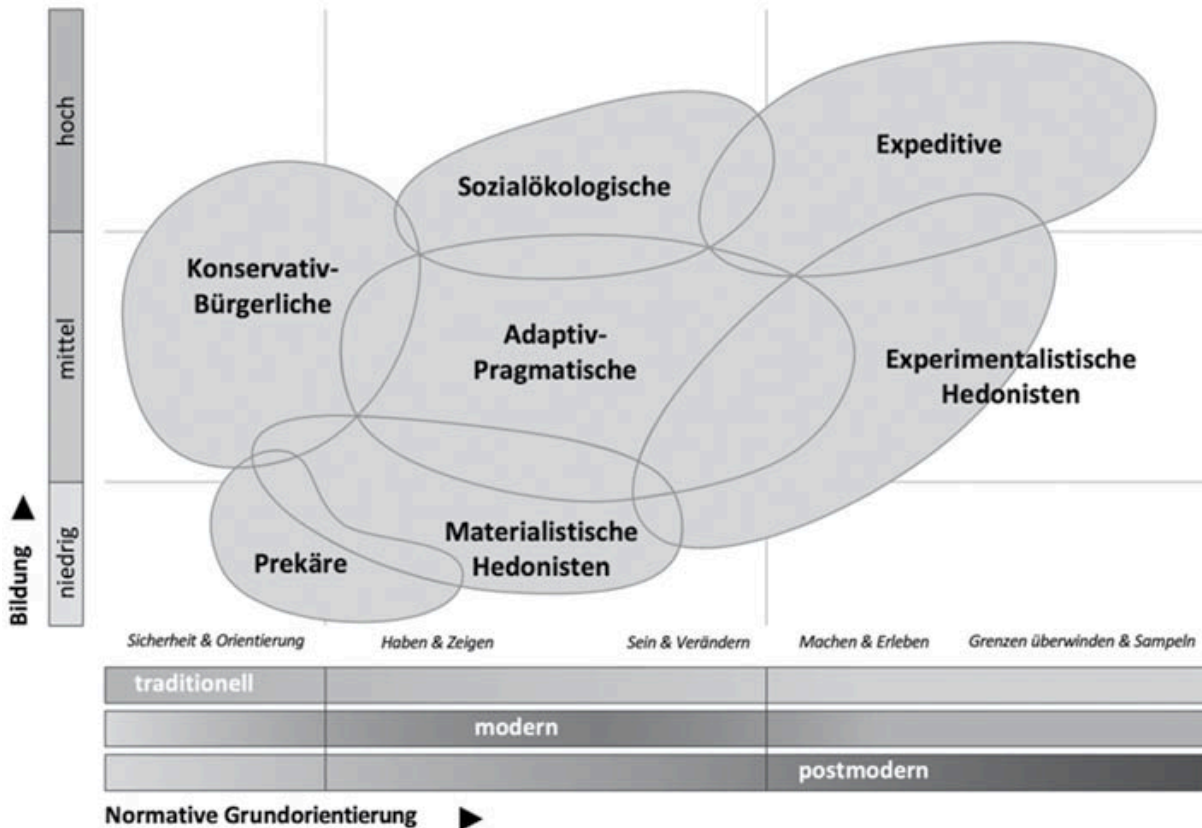 hoch
mittel
niedrig
Bildung
Expeditive
Sozialökologische
Konservativ-
Bürgerliche
Adaptiv-
Pragmatische
Experimentalistische
Hedonisten
Materialistische
Hedonisten
Prekäre
Sicherheit & Orientierung
Haben & Zeigen
Sein & Verändern
Machen & Erleben
Grenzen überwinden & Sampeln
traditionell
modern
postmodern
Normative Grundorientierung